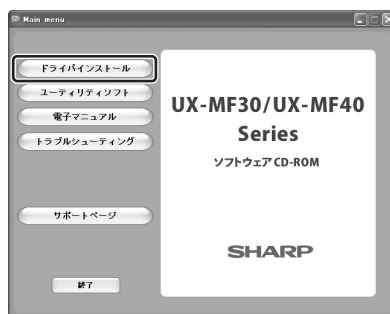 Main menu
ドライバインストール
ユーティリティソフト
電子マニュアル
トラブルシューティング
サポートページ
終了
UX-MF30/UX-MF40
Series
ソフトウェア CD-ROM
SHARP